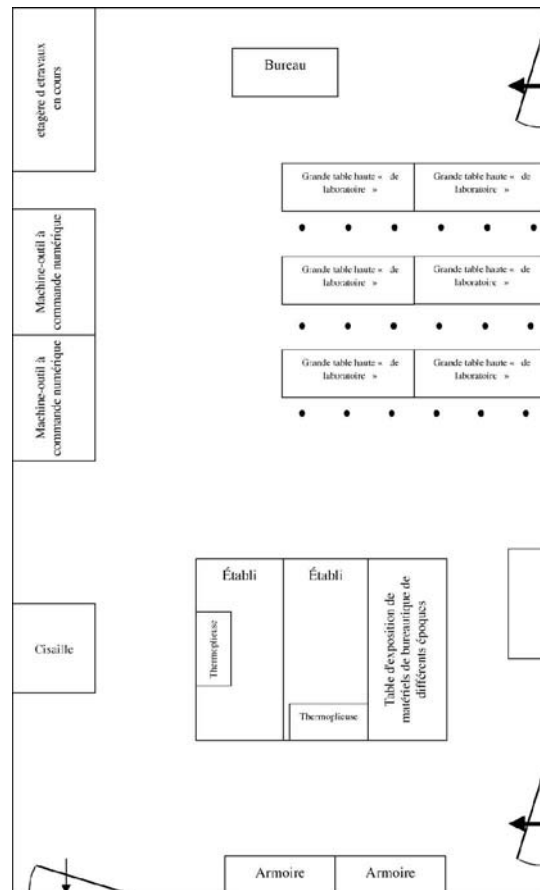 etagère d etravaux
en cours
Bureau
Grande table haute « de
laboratoire »
Grande table haute « de
laboratoire »
Machine-outil à
commande numérique
Grande table haute « de
laboratoire »
Grande table haute « de
laboratoire »
Machine-outil à
commande numérique
Grande table haute « de
laboratoire »
Grande table haute « de
laboratoire »
Établi
Établi
Table d'exposition de
matériels de bureautique de
différents époques
Thermoplieuse
Thermoplieuse
Cisaille
Armoire
Armoire